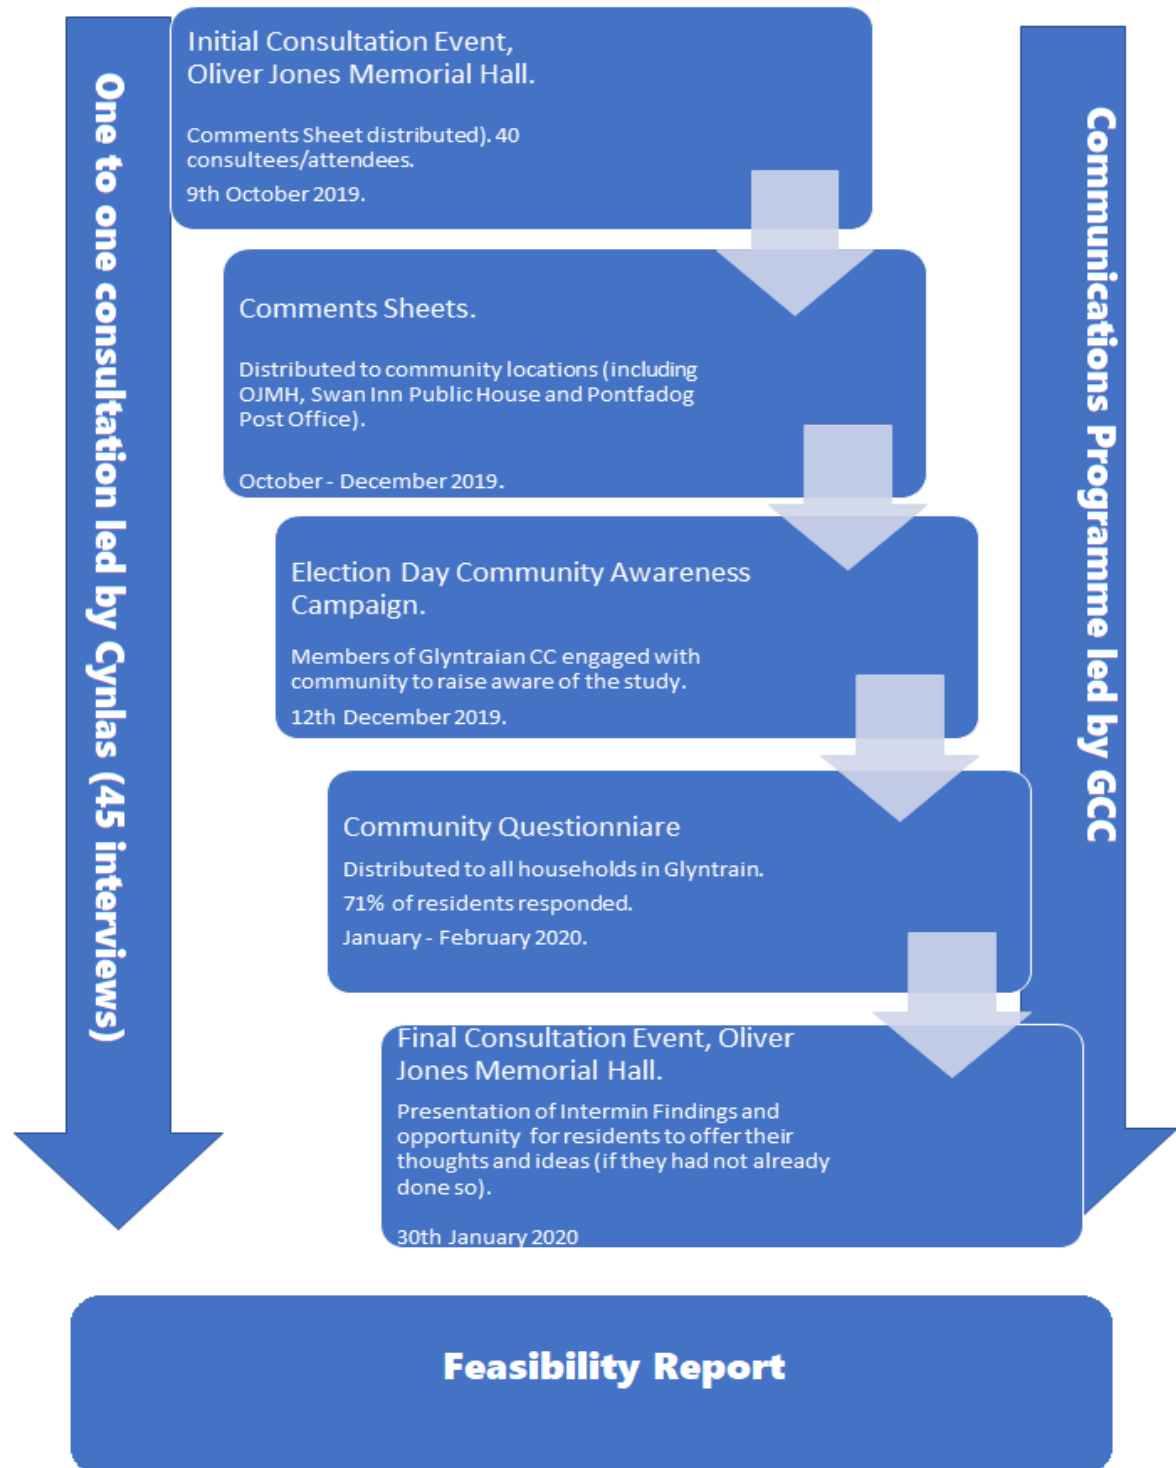 One to one consultation led by Cynlas (45 interviews)
Initial Consultation Event,
Oliver Jones Memorial Hall.
Comments Sheet distributed). 40
consultees/attendees.
9th October 2019.
Comments Sheets.
Distributed to community locations (including
OJMH, Swan Inn Public House and Pontfadog
Post Office).
October - December 2019.
Election Day Community Awareness
Campaign.
Members of Glyntraian CC engaged with
community to raise aware of the study.
12th December 2019.
Community Questionniare
Distributed to all households in Glyntrain.
71% of residents responded.
January - February 2020.
Final Consultation Event, Oliver
Jones Memorial Hall.
Presentation of Intermin Findings and
opportunity for residents to offer their
thoughts and ideas (if they had not already
done so).
30th January 2020
Communications Programme led by GCC
Feasibility Report